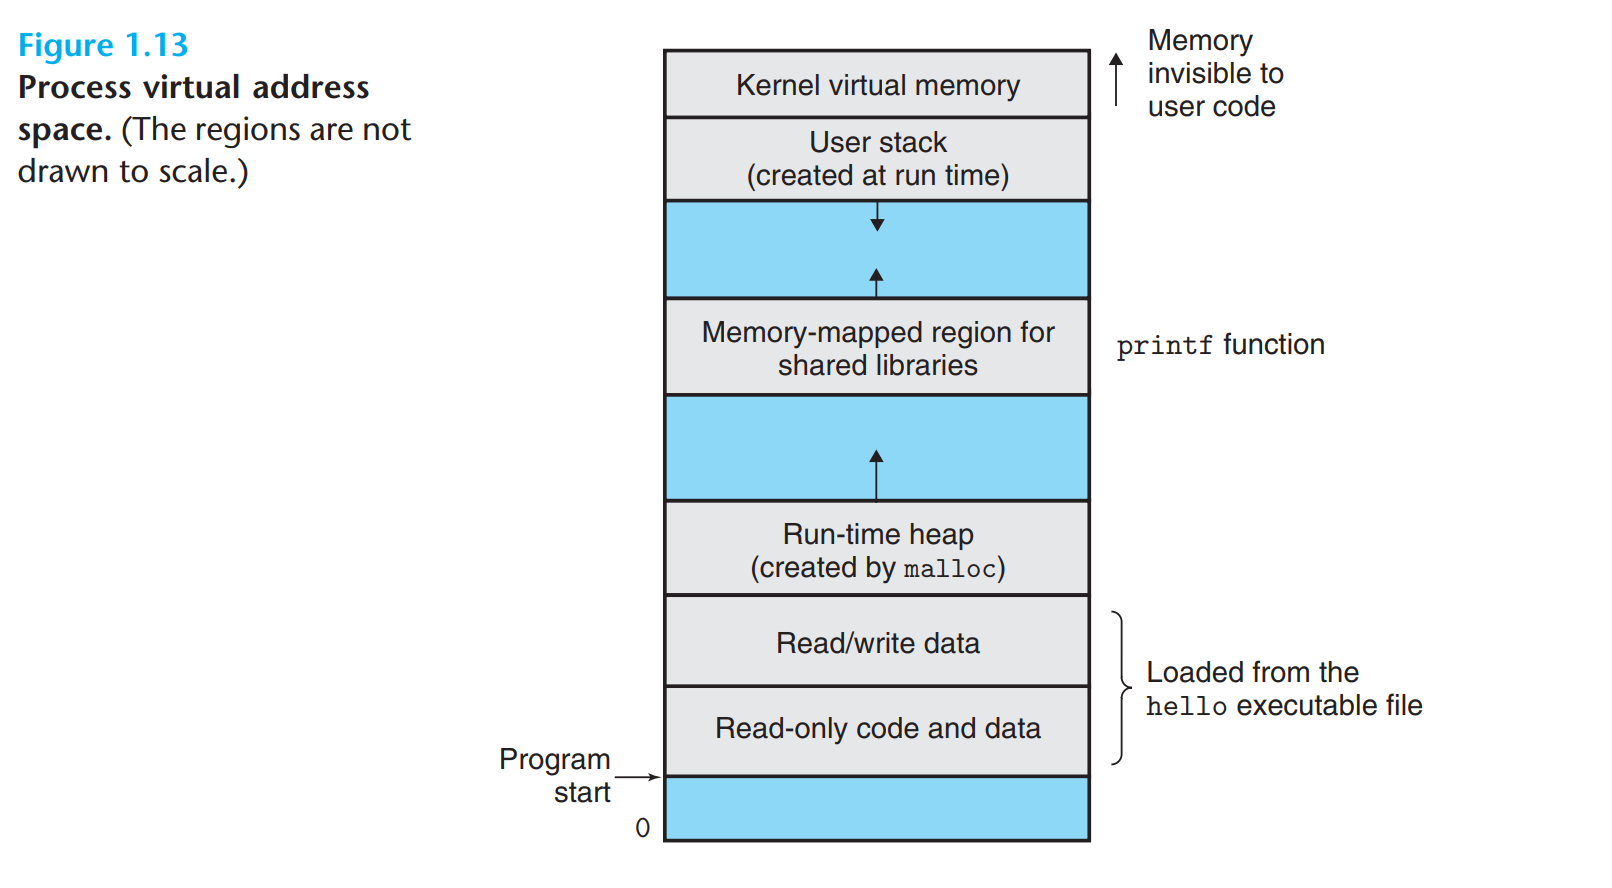 Figure 1.13
Process virtual address
space. (The regions are not
drawn to scale.)
Kernel virtual memory
Memory
invisible to
user code
User stack
(created at run time)
Memory-mapped region for
shared libraries
printf function
Run-time heap
(created by malloc)
Read/write data
Loaded from the
hello executable file
Read-only code and data
Program
start
0